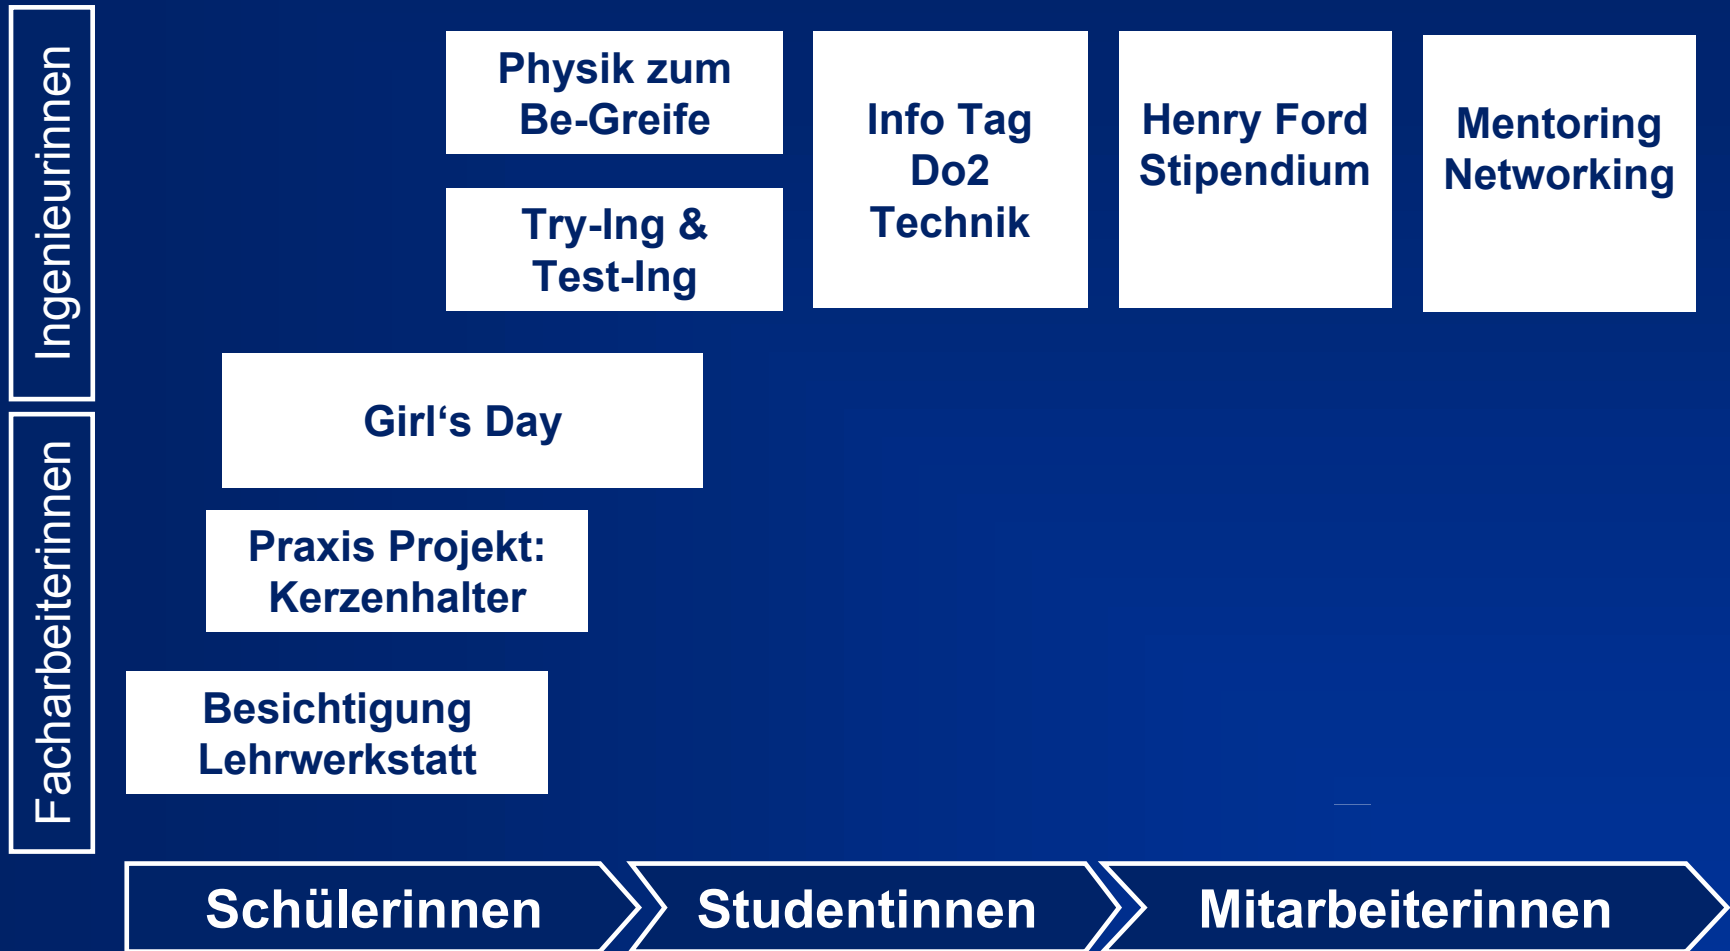 Ingenieurinnen
Physik zum
Be-Greife
Try-Ing &
Test-Ing
Info Tag
Do2
Technik
Henry Ford
Stipendium
Mentoring
Networking
Girl‘s Day
Facharbeiterinnen
Praxis Projekt:
Kerzenhalter
Besichtigung
Lehrwerkstatt
Schülerinnen
Studentinnen
Mitarbeiterinnen